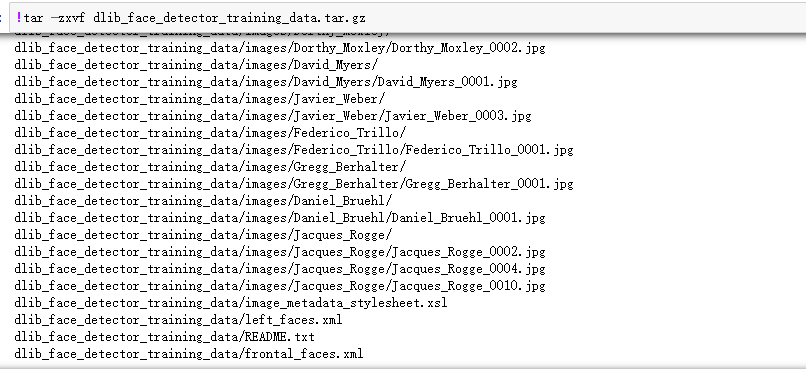 !tar -zxvf dlib_face_detector_training_data.tar.gz
dlib_face_detector_training_data/images/Dorthy_Moxley/
dlib_face_detector_training_data/images/Dorthy_Moxley/Dorthy_Moxley_0002.jpg
dlib_face_detector_training_data/images/David_Myers/
dlib_face_detector_training_data/images/David_Myers/David_Myers_0001.jpg
dlib_face_detector_training_data/images/Javier_Weber/
dlib_face_detector_training_data/images/Javier_Weber/Javier_Weber_0003.jpg
dlib_face_detector_training_data/images/Federico_Trillo/
dlib_face_detector_training_data/images/Federico_Trillo/Federico_Trillo_0001.jpg
dlib_face_detector_training_data/images/Gregg_Berhalter/
dlib_face_detector_training_data/images/Gregg_Berhalter/Gregg_Berhalter_0001.jpg
dlib_face_detector_training_data/images/Daniel_Bruehl/
dlib_face_detector_training_data/images/Daniel_Bruehl/Daniel_Bruehl_0001.jpg
dlib_face_detector_training_data/images/Jacques_Rogge/
dlib_face_detector_training_data/images/Jacques_Rogge/Jacques_Rogge_0002.jpg
dlib_face_detector_training_data/images/Jacques_Rogge/Jacques_Rogge_0004.jpg
dlib_face_detector_training_data/images/Jacques_Rogge/Jacques_Rogge_0010.jpg
dlib_face_detector_training_data/image_metadata_stylesheet.xsl
dlib_face_detector_training_data/left_faces.xml
dlib_face_detector_training_data/README.txt
dlib_face_detector_training_data/frontal_faces.xml